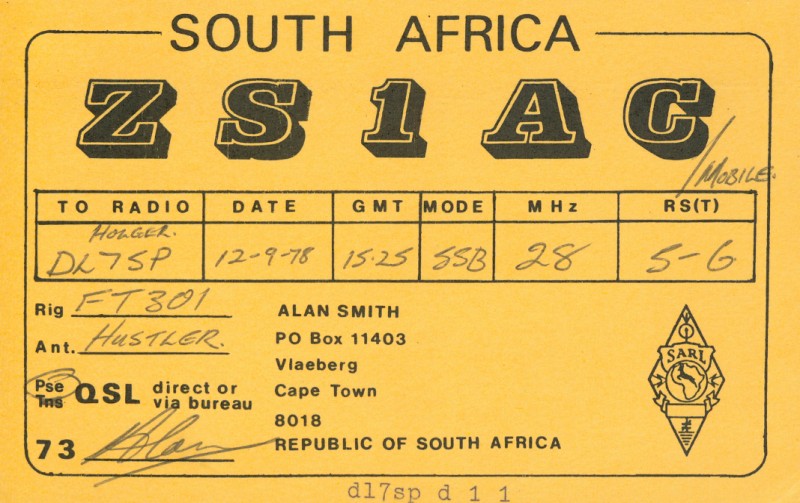 SOUTH AFRICA
ZS1AC
/MOBILE.
TO RADIO DATE GMT MODE MHz RS(T)
HOLGER.
DL7SP 12-9-78 15.25 SSB 28 5-6
Rig FT301
Ant. HUSTLER.
Pse
Tns QSL direct or
via bureau
73 Alan
ALAN SMITH
PO Box 11403
Vlaeberg
Cape Town
8018
REPUBLIC OF SOUTH AFRICA
SARL
dl7sp d 1 1